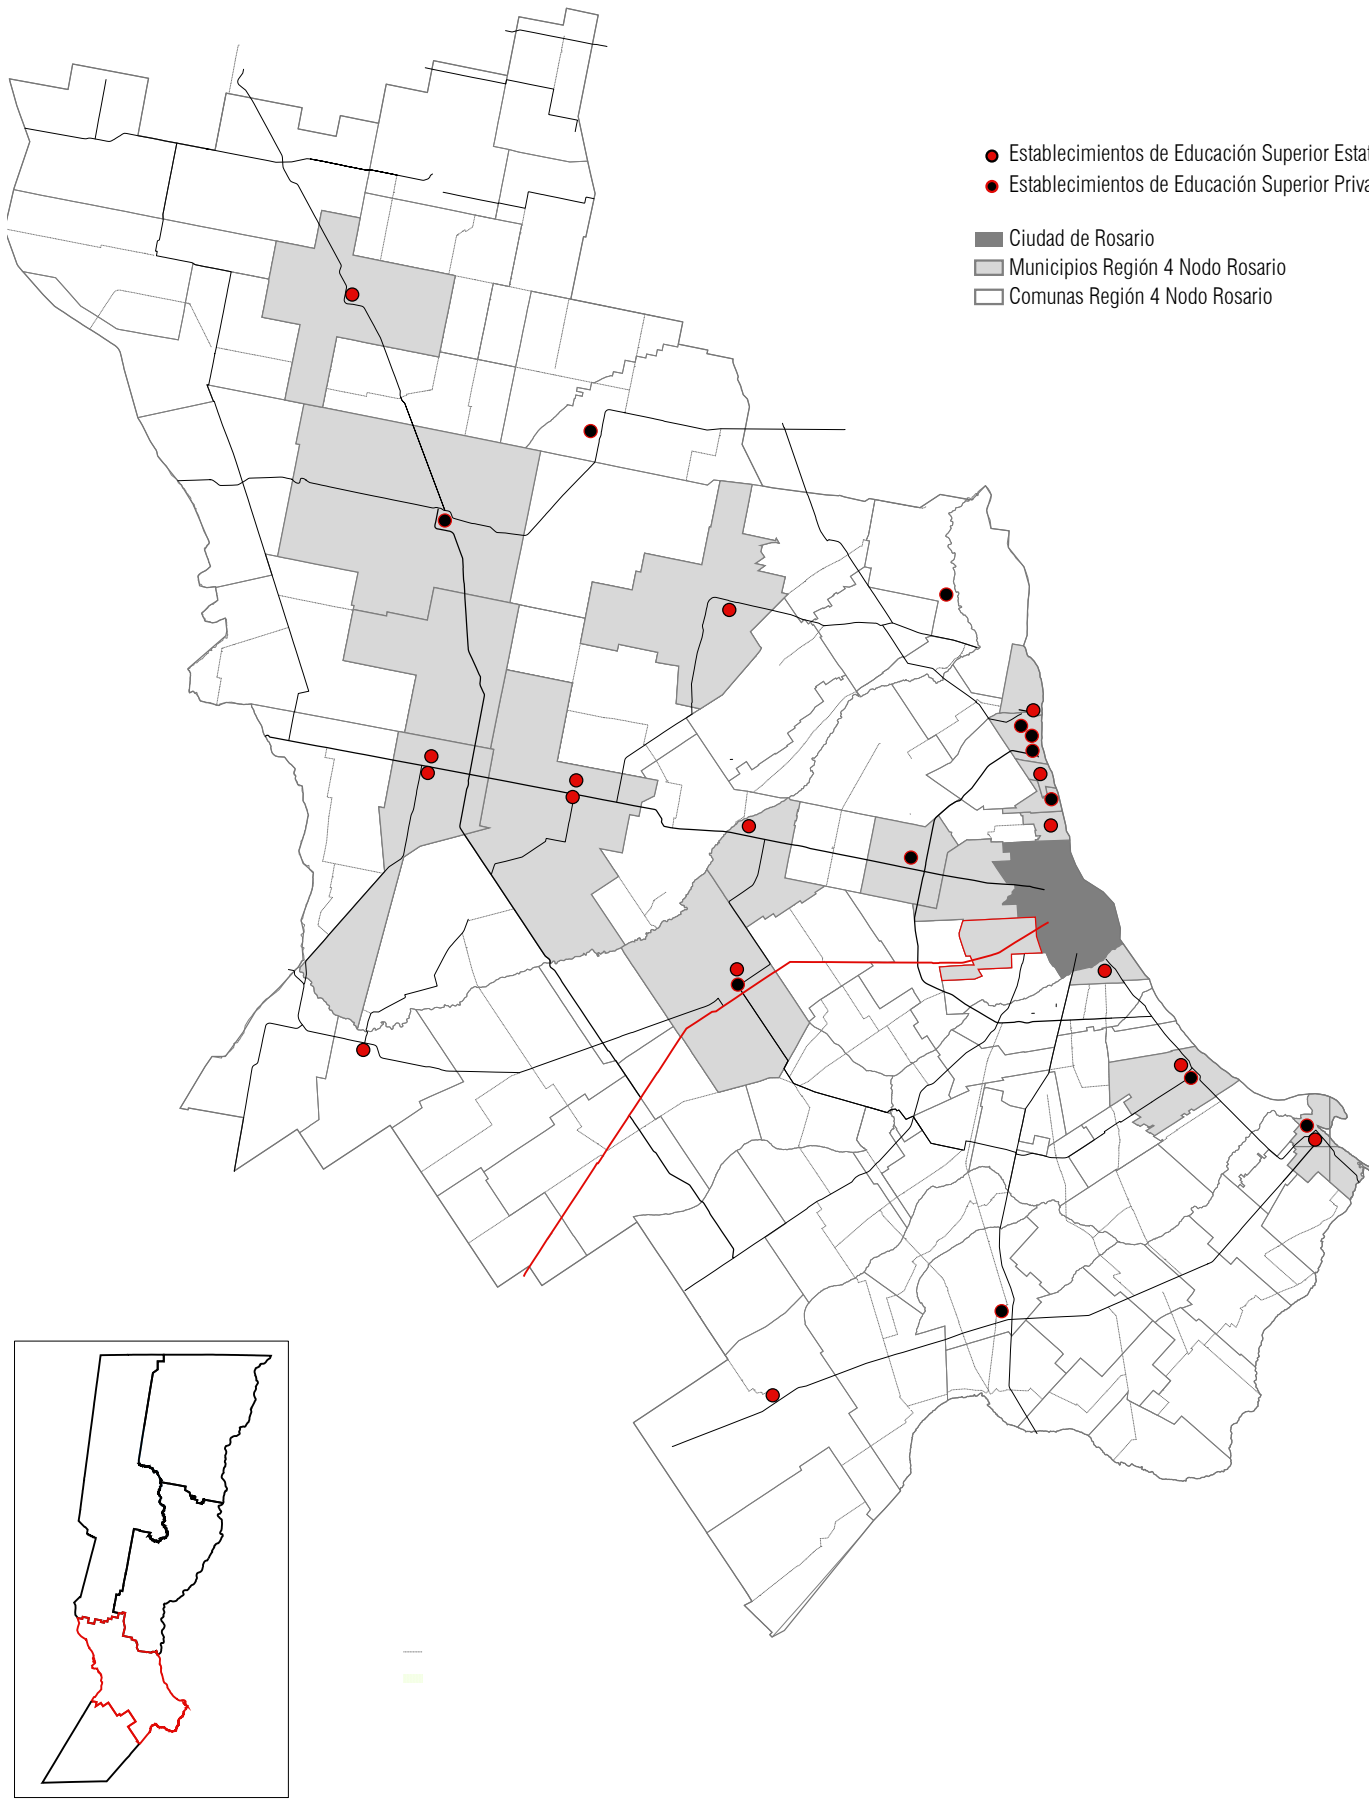 Establecimientos de Educación Superior Estat
Establecimientos de Educación Superior Priva
Ciudad de Rosario
Municipios Región 4 Nodo Rosario
Comunas Región 4 Nodo Rosario